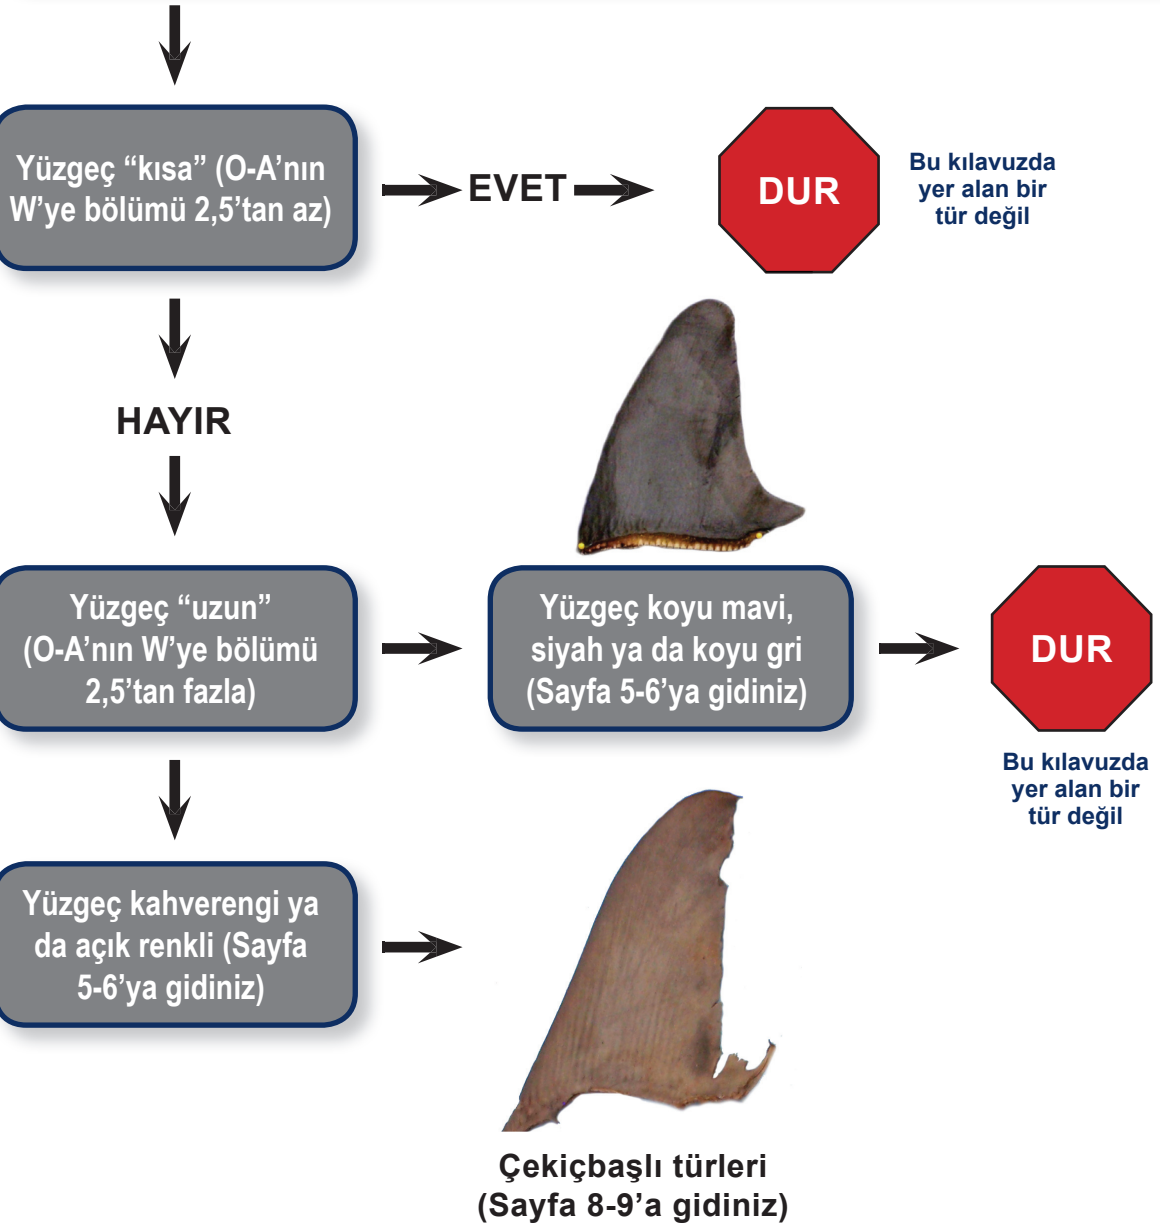 Yüzgeç “kısa” (O-A’nın
W’ye bölümü 2,5’tan az)
EVET
DUR
Bu kılavuzda
yer alan bir
tür değil
HAYIR
Yüzgeç “uzun”
(O-A’nın W’ye bölümü
2,5’tan fazla)
Yüzgeç koyu mavi,
siyah ya da koyu gri
(Sayfa 5-6’ya gidiniz)
DUR
Bu kılavuzda
yer alan bir
tür değil
Yüzgeç kahverengi ya
da açık renkli (Sayfa
5-6’ya gidiniz)
Çekiçbaşlı türleri
(Sayfa 8-9’a gidiniz)